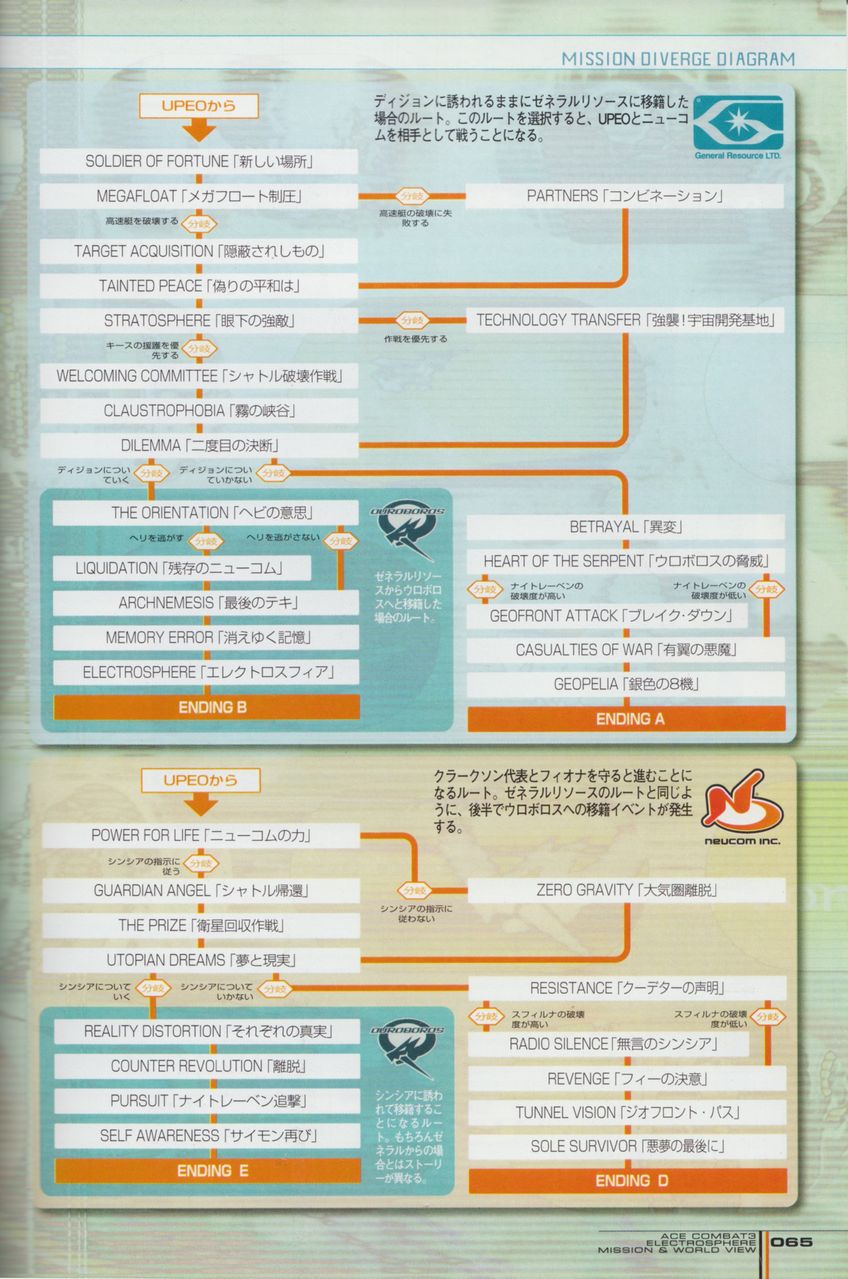 MISSION DIVERGE DIAGRAM
UPEOから
ディジョンに誘われるままにゼネラルリソースに移籍した
場合のルート。このルートを選択すると、UPEOとニューコ
ムを相手として戦うことになる。
General Resource LTD.
SOLDIER OF FORTUNE「新しい場所」
MEGAFLOAT「メガフロート制圧」
分岐
PARTNERS「コンビネーション」
高速艇を破壊する
分岐
高速艇の破壊に失
敗する
TARGET ACQUISITION「隠蔽されしもの」
TAINTED PEACE「偽りの平和は」
STRATOSPHERE「眼下の強敵」
分岐
TECHNOLOGY TRANSFER「強襲!宇宙開発基地」
キースの援護を優
先する
分岐
作戦を優先する
WELCOMING COMMITTEE「シャトル破壊作戦」
CLAUSTROPHOBIA「霧の峡谷」
DILEMMA「二度目の決断」
ディジョンについ
ていく
分岐
ディジョンについ
ていかない
分岐
THE ORIENTATION「ヘビの意思」
OUROBOROS
ヘリを逃がす
分岐
ヘリを逃がさない
分岐
LIQUIDATION「残存のニューコム」
ARCHNEMESIS「最後のテキ」
MEMORY ERROR「消えゆく記憶」
ELECTROSPHERE「エレクトロスフィア」
ENDING B
ゼネラルリソー
スからウロボロ
スへと移籍した
場合のルート。
BETRAYAL「異変」
HEART OF THE SERPENT「ウロボロスの脅威」
分岐
ナイトレーベンの
破壊度が高い
ナイトレーベンの
破壊度が低い
分岐
GEOFRONT ATTACK「ブレイク・ダウン」
CASUALTIES OF WAR「有翼の悪魔」
GEOPELIA「銀色の8機」
ENDING A
UPEOから
クラークソン代表とフィオナを守ると進むことに
なるルート。ゼネラルリソースのルートと同じよ
うに、後半でウロボロスへの移籍イベントが発生
する。
neucom inc.
POWER FOR LIFE「ニューコムの力」
シンシアの指示に
従う
分岐
GUARDIAN ANGEL「シャトル帰還」
分岐
シンシアの指示に
従わない
ZERO GRAVITY「大気圏離脱」
THE PRIZE「衛星回収作戦」
UTOPIAN DREAMS「夢と現実」
シンシアについて
いく
分岐
シンシアについて
いかない
分岐
REALITY DISTORTION「それぞれの真実」
COUNTER REVOLUTION「離脱」
PURSUIT「ナイトレーベン追撃」
SELF AWARENESS「サイモン再び」
ENDING E
OUROBOROS
シンシアに誘わ
れて移籍するこ
とになるルー
ト。もちろんゼ
ネラルからの場
合とはストーリ
ーが異なる。
RESISTANCE「クーデターの声明」
分岐
スフィルナの破壊
度が高い
スフィルナの破壊
度が低い
分岐
RADIO SILENCE「無言のシンシア」
REVENGE「フィーの決意」
TUNNEL VISION「ジオフロント・パス」
SOLE SURVIVOR「悪夢の最後に」
ENDING D
ACE COMBAT3
ELECTROSPHERE
MISSION & WORLD VIEW
065